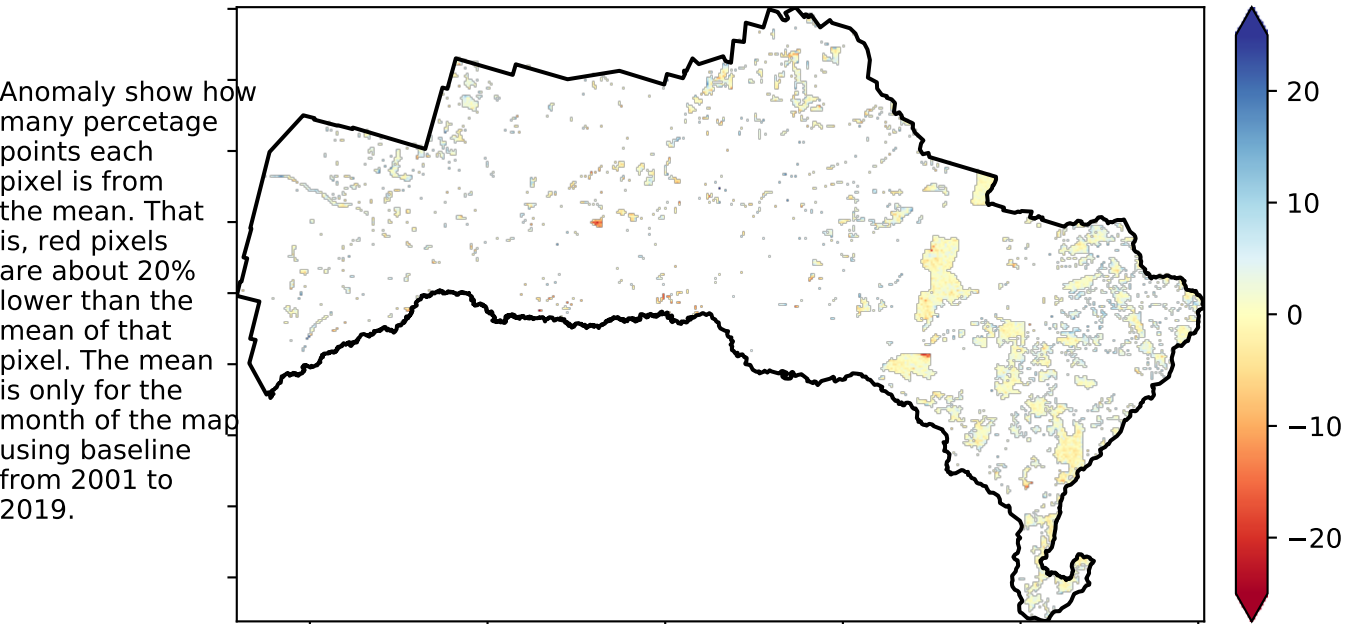 Anomaly show how
many percetage
points each
pixel is from
the mean. That
is, red pixels
are about 20%
lower than the
mean of that
pixel. The mean
is only for the
month of the map
using baseline
from 2001 to
2019.
20
10
0
−10
−20